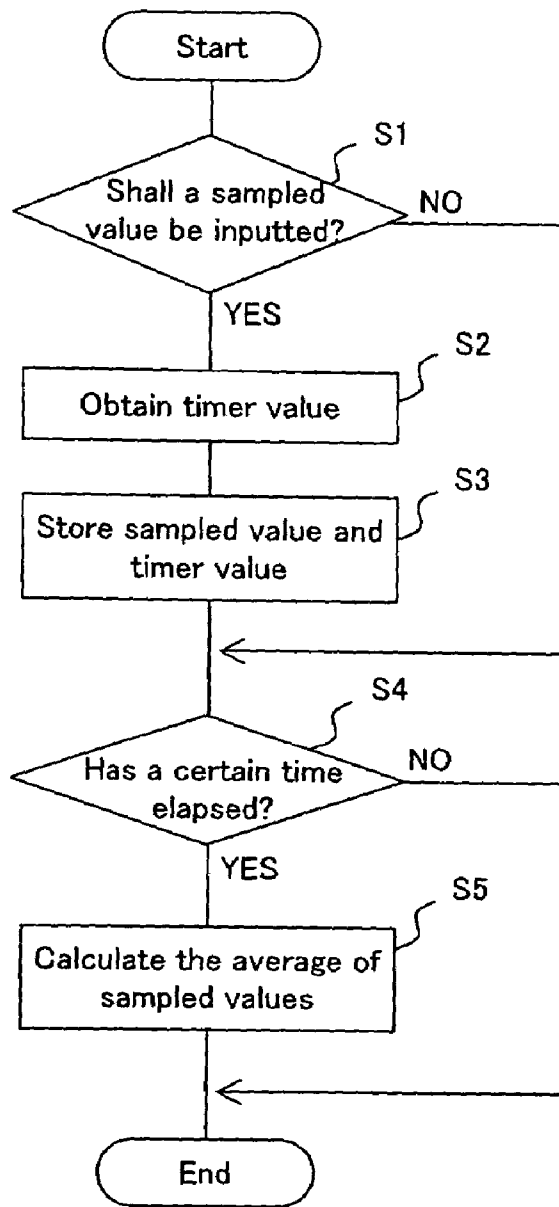 Start
S1
Shall a sampled
value be inputted?
NO
YES
S2
Obtain timer value
S3
Store sampled value and
timer value
S4
Has a certain time
elapsed?
NO
YES
S5
Calculate the average of
sampled values
End